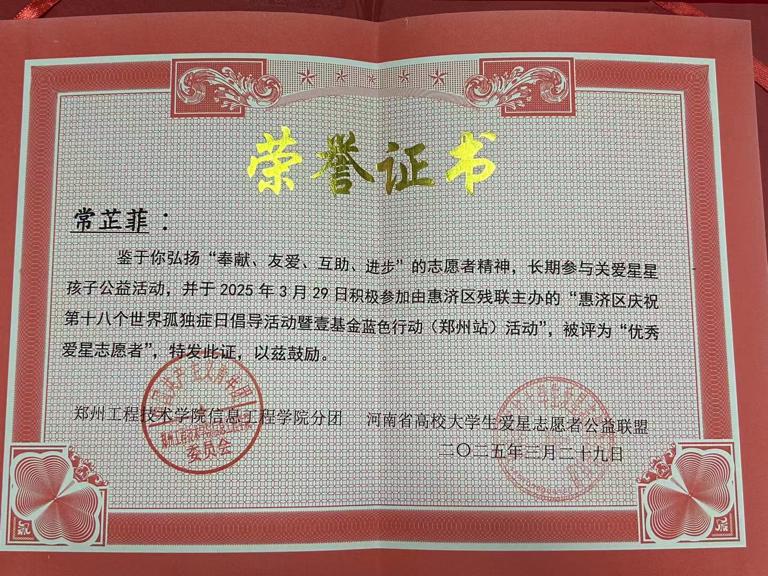 荣誉证书
常芷菲：
鉴于你弘扬“奉献、友爱、互助、进步”的志愿者精神，长期参与关爱星星
孩子公益活动，并于 2025 年 3 月 29 日积极参加由惠济区残联主办的“惠济区庆祝
第十八个世界孤独症日倡导活动暨壹基金蓝色行动（郑州站）活动”，被评为“优秀
爱星志愿者”，特发此证，以兹鼓励。
郑州工程技术学院信息工程学院分团 河南省高校大学生爱星志愿者公益联盟
委员会
二〇二五年三月二十九日